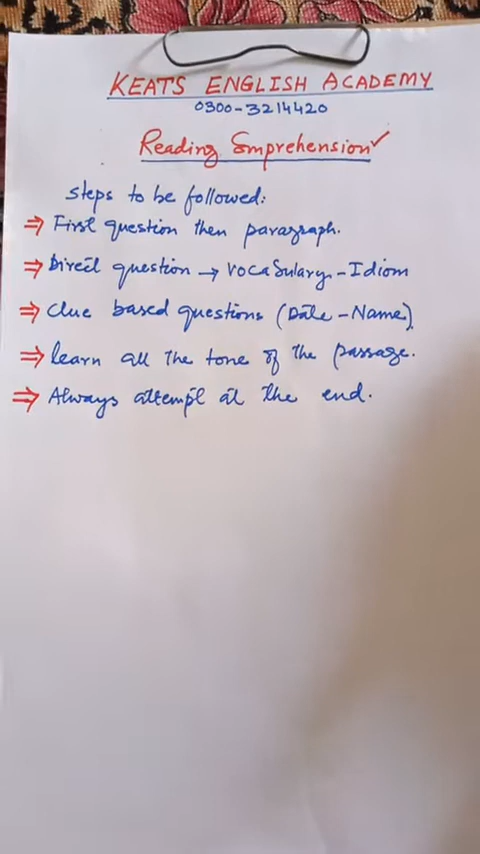 KEATS ENGLISH ACADEMY
0300-3214420
Reading Comprehension ✓
Steps to be followed:
⇒ First question then paragraph.
⇒ Direct question → Vocabulary - Idiom
⇒ Clue based questions (Date - Name)
⇒ learn all the tone of the passage.
⇒ Always attempt at the end.